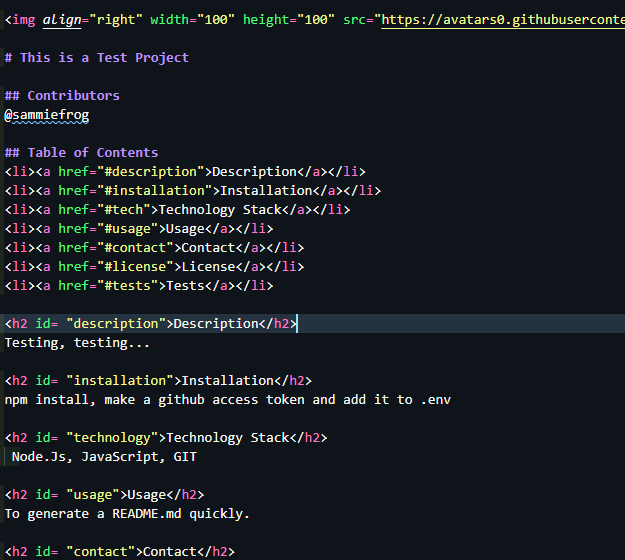 <img align="right" width="100" height="100" src="https://avatars0.githubuserconte
# This is a Test Project
## Contributors
@sammiefrog
## Table of Contents
<li><a href="#description">Description</a></li>
<li><a href="#installation">Installation</a></li>
<li><a href="#tech">Technology Stack</a></li>
<li><a href="#usage">Usage</a></li>
<li><a href="#contact">Contact</a></li>
<li><a href="#license">License</a></li>
<li><a href="#tests">Tests</a></li>
<h2 id= "description">Description</h2>
Testing, testing...
<h2 id= "installation">Installation</h2>
npm install, make a github access token and add it to .env
<h2 id= "technology">Technology Stack</h2>
Node.Js, JavaScript, GIT
<h2 id= "usage">Usage</h2>
To generate a README.md quickly.
<h2 id= "contact">Contact</h2>